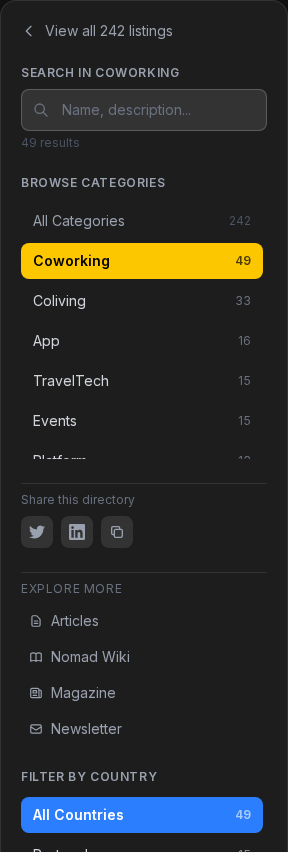 View all 242 listings
SEARCH IN COWORKING
Name, description...
49 results
BROWSE CATEGORIES
All Categories 242
Coworking 49
Coliving 33
App 16
TravelTech 15
Events 15
Share this directory
EXPLORE MORE
Articles
Nomad Wiki
Magazine
Newsletter
FILTER BY COUNTRY
All Countries 49